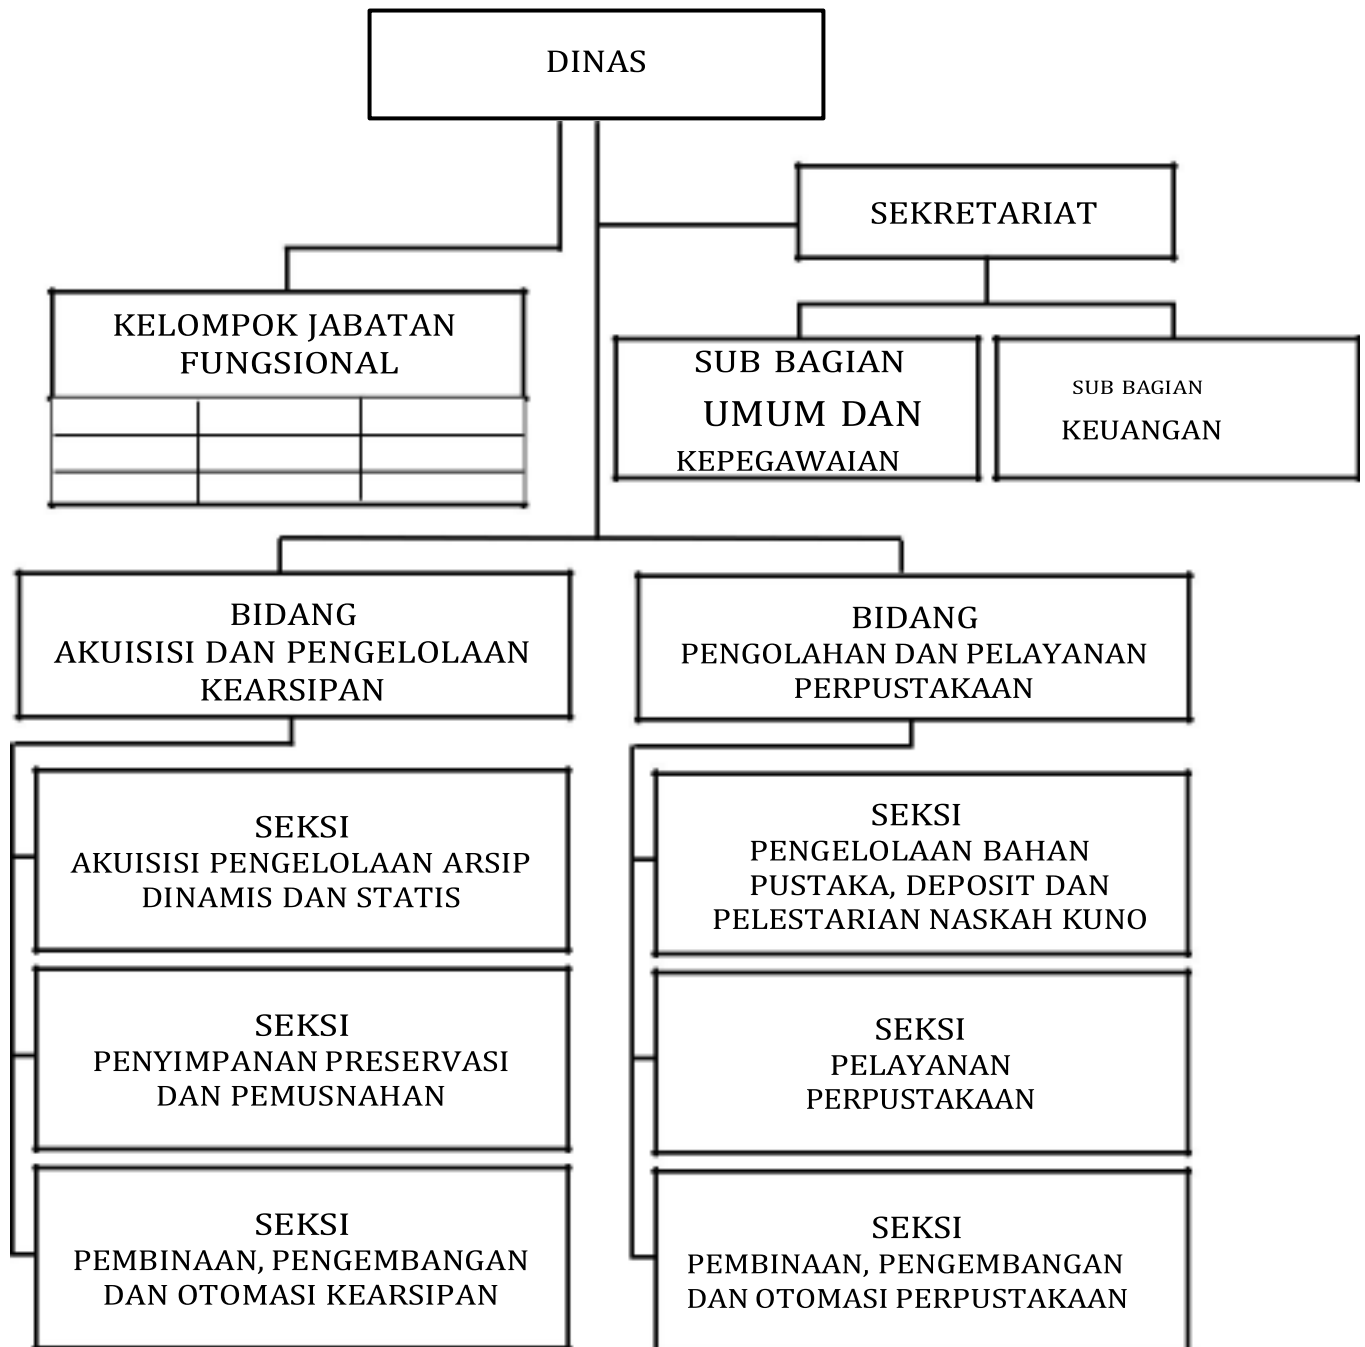 DINAS
SEKRETARIAT
KELOMPOK JABATAN
FUNGSIONAL
SUB BAGIAN
UMUM DAN
KEPEGAWAIAN
SUB BAGIAN
KEUANGAN
BIDANG
AKUISISI DAN PENGELOLAAN
KEARSIPAN
BIDANG
PENGOLAHAN DAN PELAYANAN
PERPUSTAKAAN
SEKSI
AKUISISI PENGELOLAAN ARSIP
DINAMIS DAN STATIS
SEKSI
PENYIMPANAN PRESERVASI
DAN PEMUSNAHAN
SEKSI
PEMBINAAN, PENGEMBANGAN
DAN OTOMASI KEARSIPAN
SEKSI
PENGELOLAAN BAHAN
PUSTAKA, DEPOSIT DAN
PELESTARIAN NASKAH KUNO
SEKSI
PELAYANAN
PERPUSTAKAAN
SEKSI
PEMBINAAN, PENGEMBANGAN
DAN OTOMASI PERPUSTAKAAN